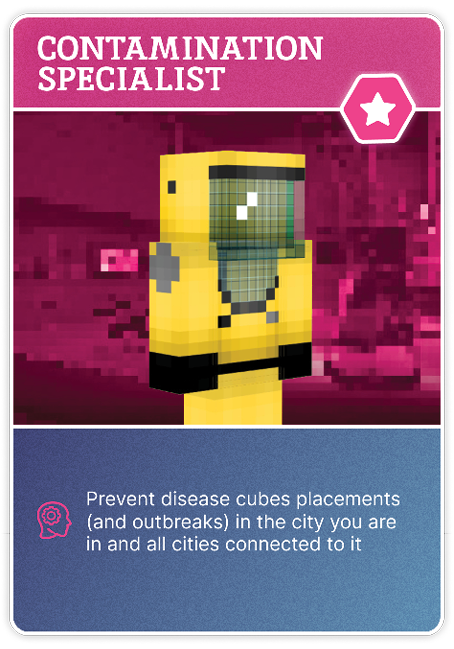 CONTAMINATION
SPECIALIST
Prevent disease cubes placements
(and outbreaks) in the city you are
in and all cities connected to it